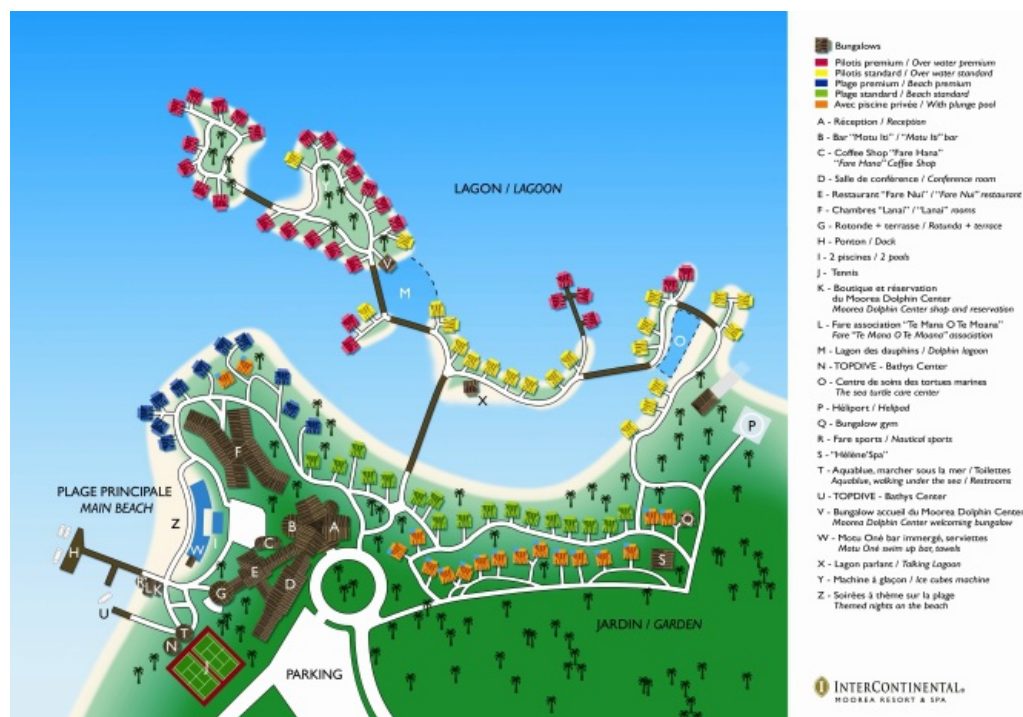 Bungalows
Pilotis premium / Over water premium
Pilotis standard / Over water standard
Plage premium / Beach premium
Plage standard / Beach standard
Avec piscine privée / With plunge pool
A - Réception / Reception
B - Bar "Motu Iti" / "Motu Iti" bar
C - Coffee Shop "Fare Hana"
"Fare Hana" Coffee Shop
D - Salle de conférence / Conference room
E - Restaurant "Fare Nui" / "Fare Nui" restaurant
F - Chambres "Lanai" / "Lanai" rooms
G - Rotonde + terrasse / Rotunda + terrace
H - Ponton / Dock
I - 2 piscines / 2 pools
J - Tennis
K - Boutique et réservation
du Moorea Dolphin Center
Moorea Dolphin Center shop and reservation
L - Fare association "Te Mana O Te Moana"
Fare "Te Mana O Te Moana" association
M - Lagon des dauphins / Dolphin lagoon
N - TOPDIVE - Bathys Center
O - Centre de soins des tortues marines
The sea turtle care center
P - Héliport / Helipad
Q - Bungalow gym
R - Fare sports / Nautical sports
S - "Hélène'Spa"
T - Aquablue, marcher sous la mer / Toilettes
Aquablue, walking under the sea / Restrooms
U - TOPDIVE - Bathys Center
V - Bungalow accueil du Moorea Dolphin Center
Moorea Dolphin Center welcoming bungalow
W - Motu Oné bar immergé, serviettes
Motu Oné swim up bar, towels
X - Lagon parlant / Talking Lagoon
Y - Machine à glaçon / Ice cubes machine
Z - Soirées à thème sur la plage
Themed nights on the beach
INTERCONTINENTAL.
MOOREA RESORT & SPA
LAGON / LAGOON
V
M
O
X
P
F
PLAGE PRINCIPALE
MAIN BEACH
Z
W
I
B
A
C
H
E
D
S
Q
R
L
K
G
U
T
N
J
JARDIN / GARDEN
PARKING